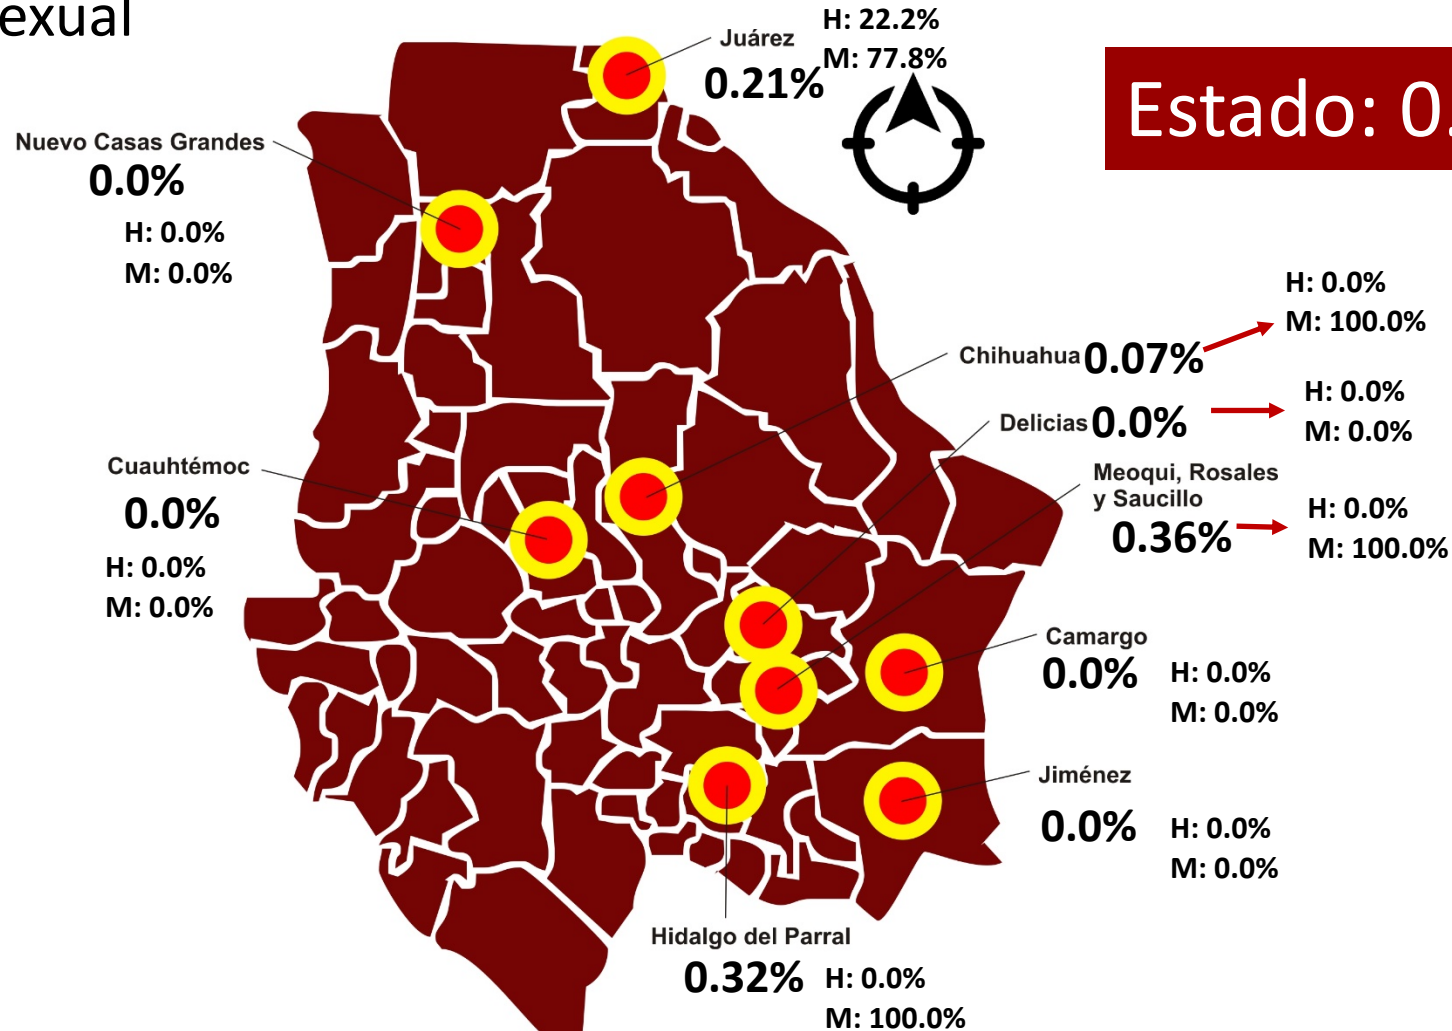 exual
Juárez
0.21%
H: 22.2%
M: 77.8%
Estado: 0.
Nuevo Casas Grandes
0.0%
H: 0.0%
M: 0.0%
Chihuahua 0.07%
H: 0.0%
M: 100.0%
Delicias 0.0%
H: 0.0%
M: 0.0%
Cuauhtémoc
0.0%
H: 0.0%
M: 0.0%
Meoqui, Rosales
y Saucillo
0.36%
H: 0.0%
M: 100.0%
Camargo
0.0%
H: 0.0%
M: 0.0%
Jiménez
0.0%
H: 0.0%
M: 0.0%
Hidalgo del Parral
0.32%
H: 0.0%
M: 100.0%